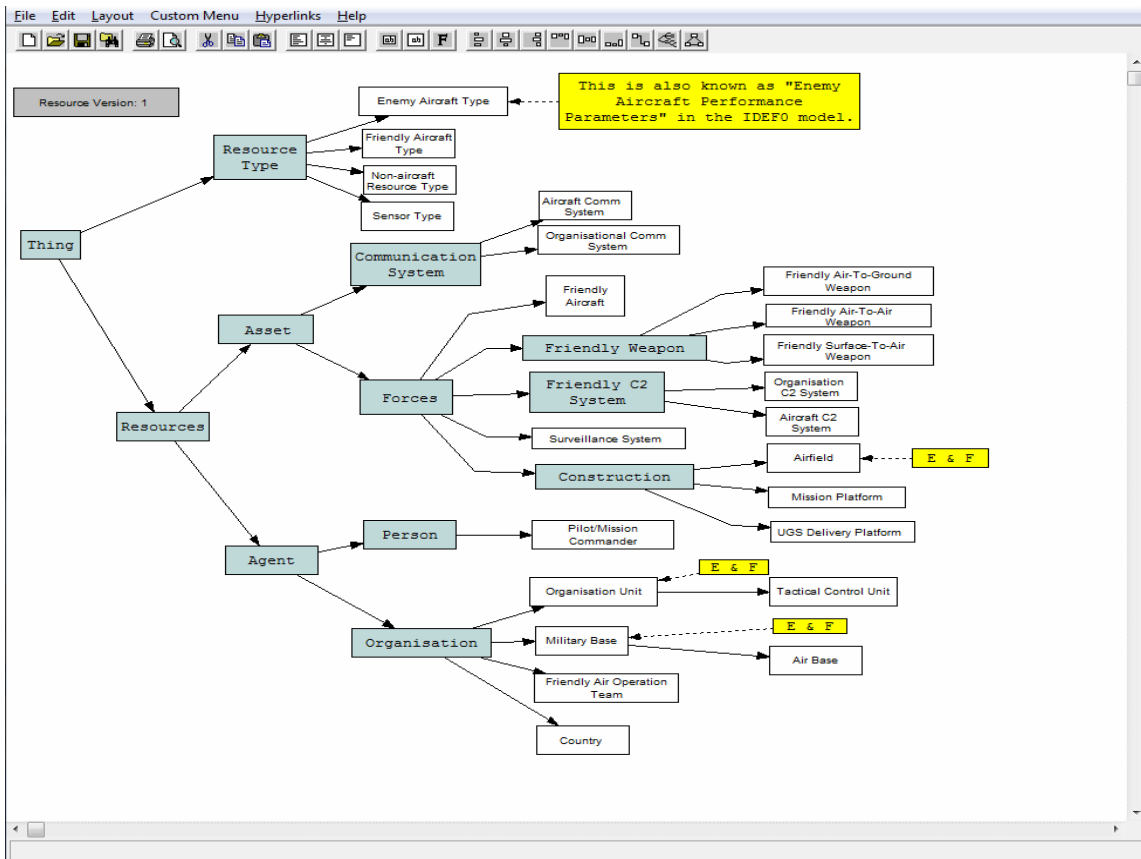 File Edit Layout Custom Menu Hyperlinks Help
ab ab F
Resource Version: 1
Enemy Aircraft Type
This is also known as "Enemy
Aircraft Performance
Parameters" in the IDEF0 model.
Resource
Type
Friendly Aircraft
Type
Non-aircraft
Resource Type
Sensor Type
Aircraft Comm
System
Thing
Organisational Comm
System
Communication
System
Friendly
Aircraft
Friendly Air-To-Ground
Weapon
Asset
Friendly Air-To-Air
Weapon
Friendly Weapon
Friendly Surface-To-Air
Weapon
Forces
Friendly C2
System
Organisation
C2 System
Resources
Aircraft C2
System
Surveillance System
Airfield
E & F
Construction
Mission Platform
Person
Pilot/Mission
Commander
UGS Delivery Platform
Agent
E & F
Organisation Unit
Tactical Control Unit
E & F
Organisation
Military Base
Air Base
Friendly Air Operation
Team
Country